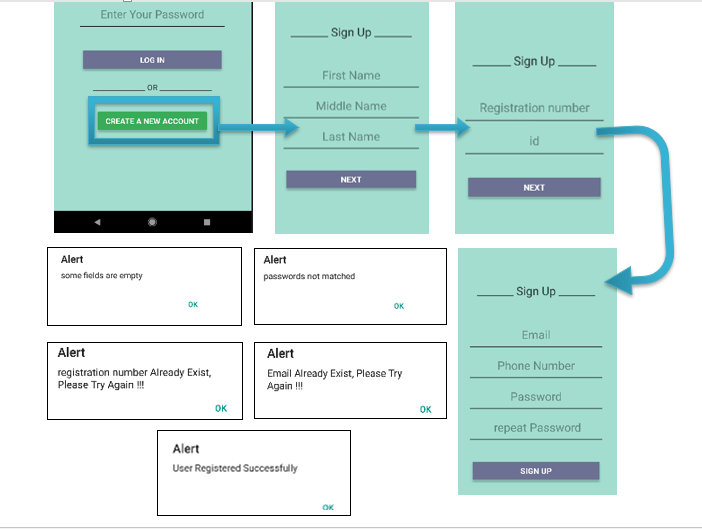 Enter Your Password
LOG IN
OR
CREATE A NEW ACCOUNT
Sign Up
First Name
Middle Name
Last Name
NEXT
Sign Up
Registration number
id
NEXT
Alert
some fields are empty
OK
Alert
passwords not matched
OK
Alert
registration number Already Exist,
Please Try Again !!!
OK
Alert
Email Already Exist, Please Try
Again !!!
OK
Alert
User Registered Successfully
OK
Sign Up
Email
Phone Number
Password
repeat Password
SIGN UP